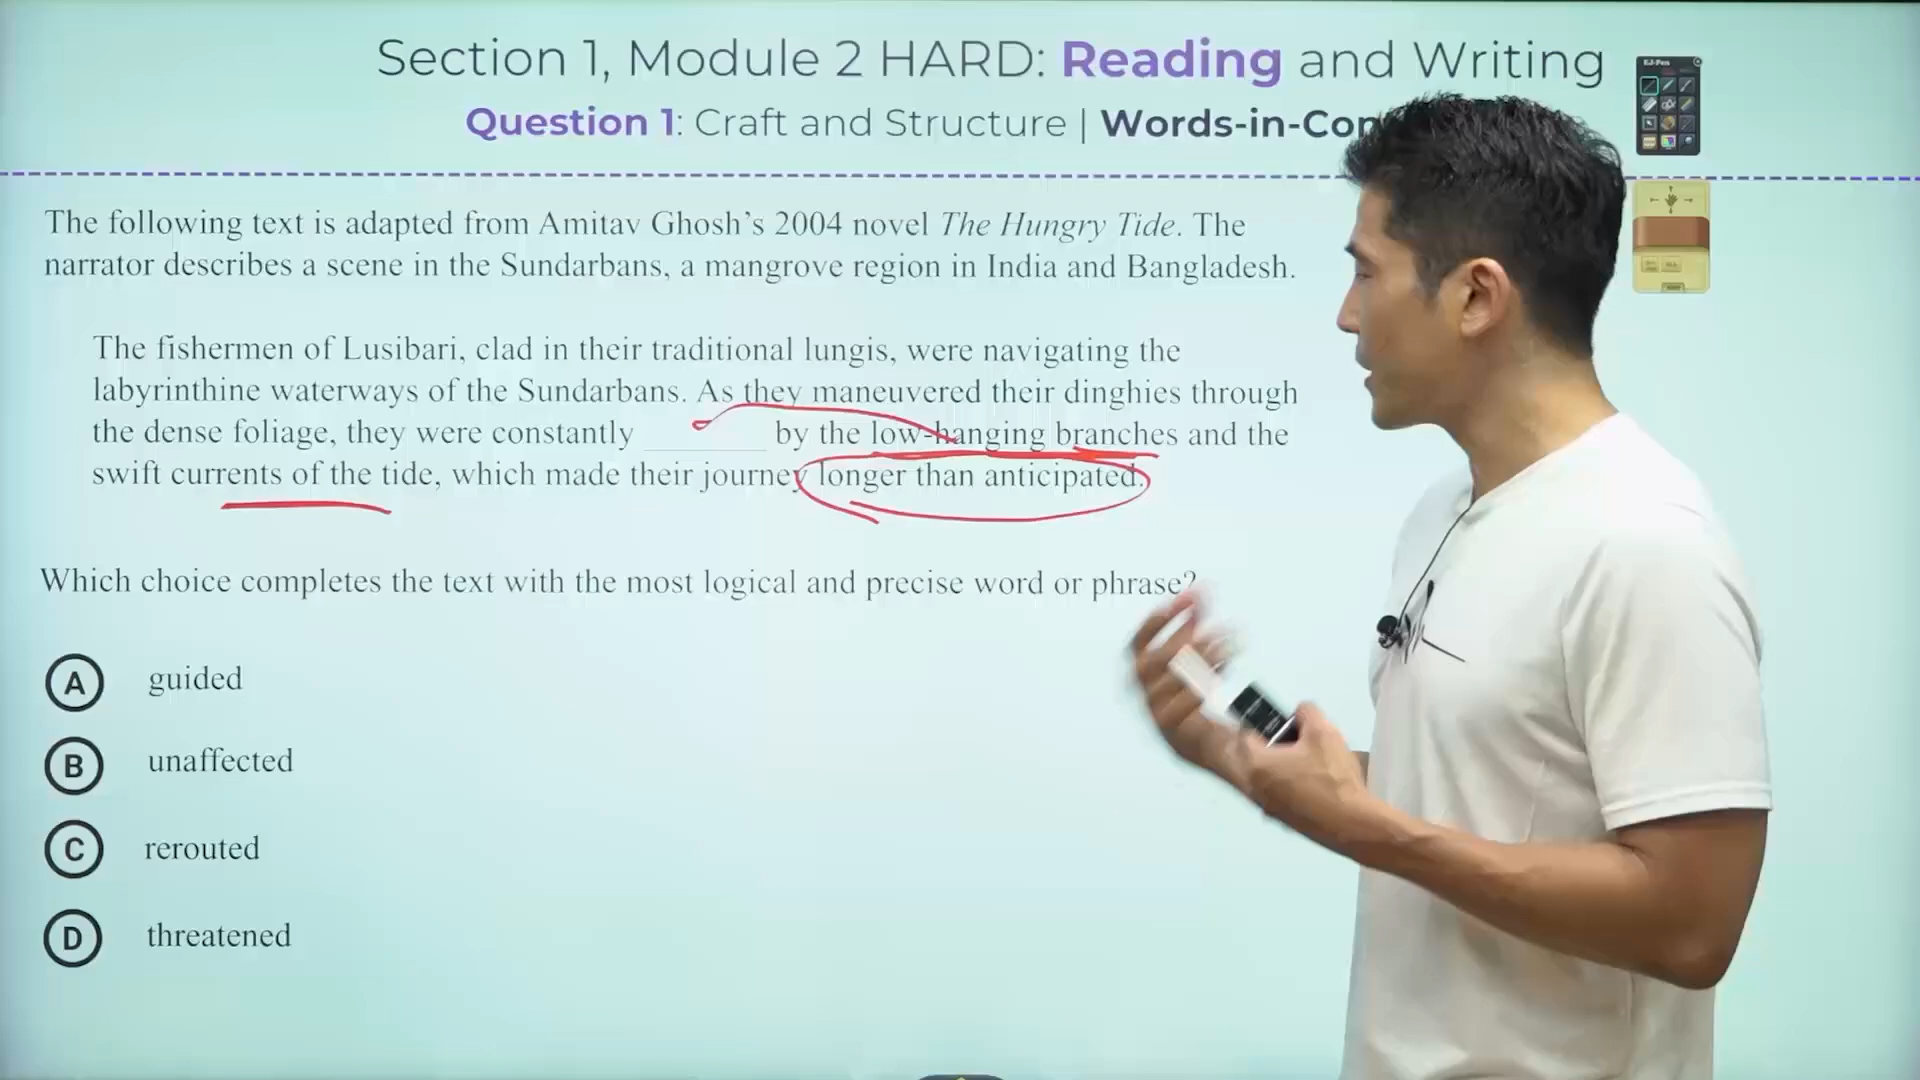 Section 1, Module 2 HARD: Reading and Writing
Question 1: Craft and Structure | Words-in-Con
EJ-Pen
The following text is adapted from Amitav Ghosh's 2004 novel The Hungry Tide. The
narrator describes a scene in the Sundarbans, a mangrove region in India and Bangladesh.
The fishermen of Lusibari, clad in their traditional lungis, were navigating the
labyrinthine waterways of the Sundarbans. As they maneuvered their dinghies through
the dense foliage, they were constantly ______ by the low-hanging branches and the
swift currents of the tide, which made their journey longer than anticipated.
Which choice completes the text with the most logical and precise word or phrase?
A guided
B unaffected
C rerouted
D threatened